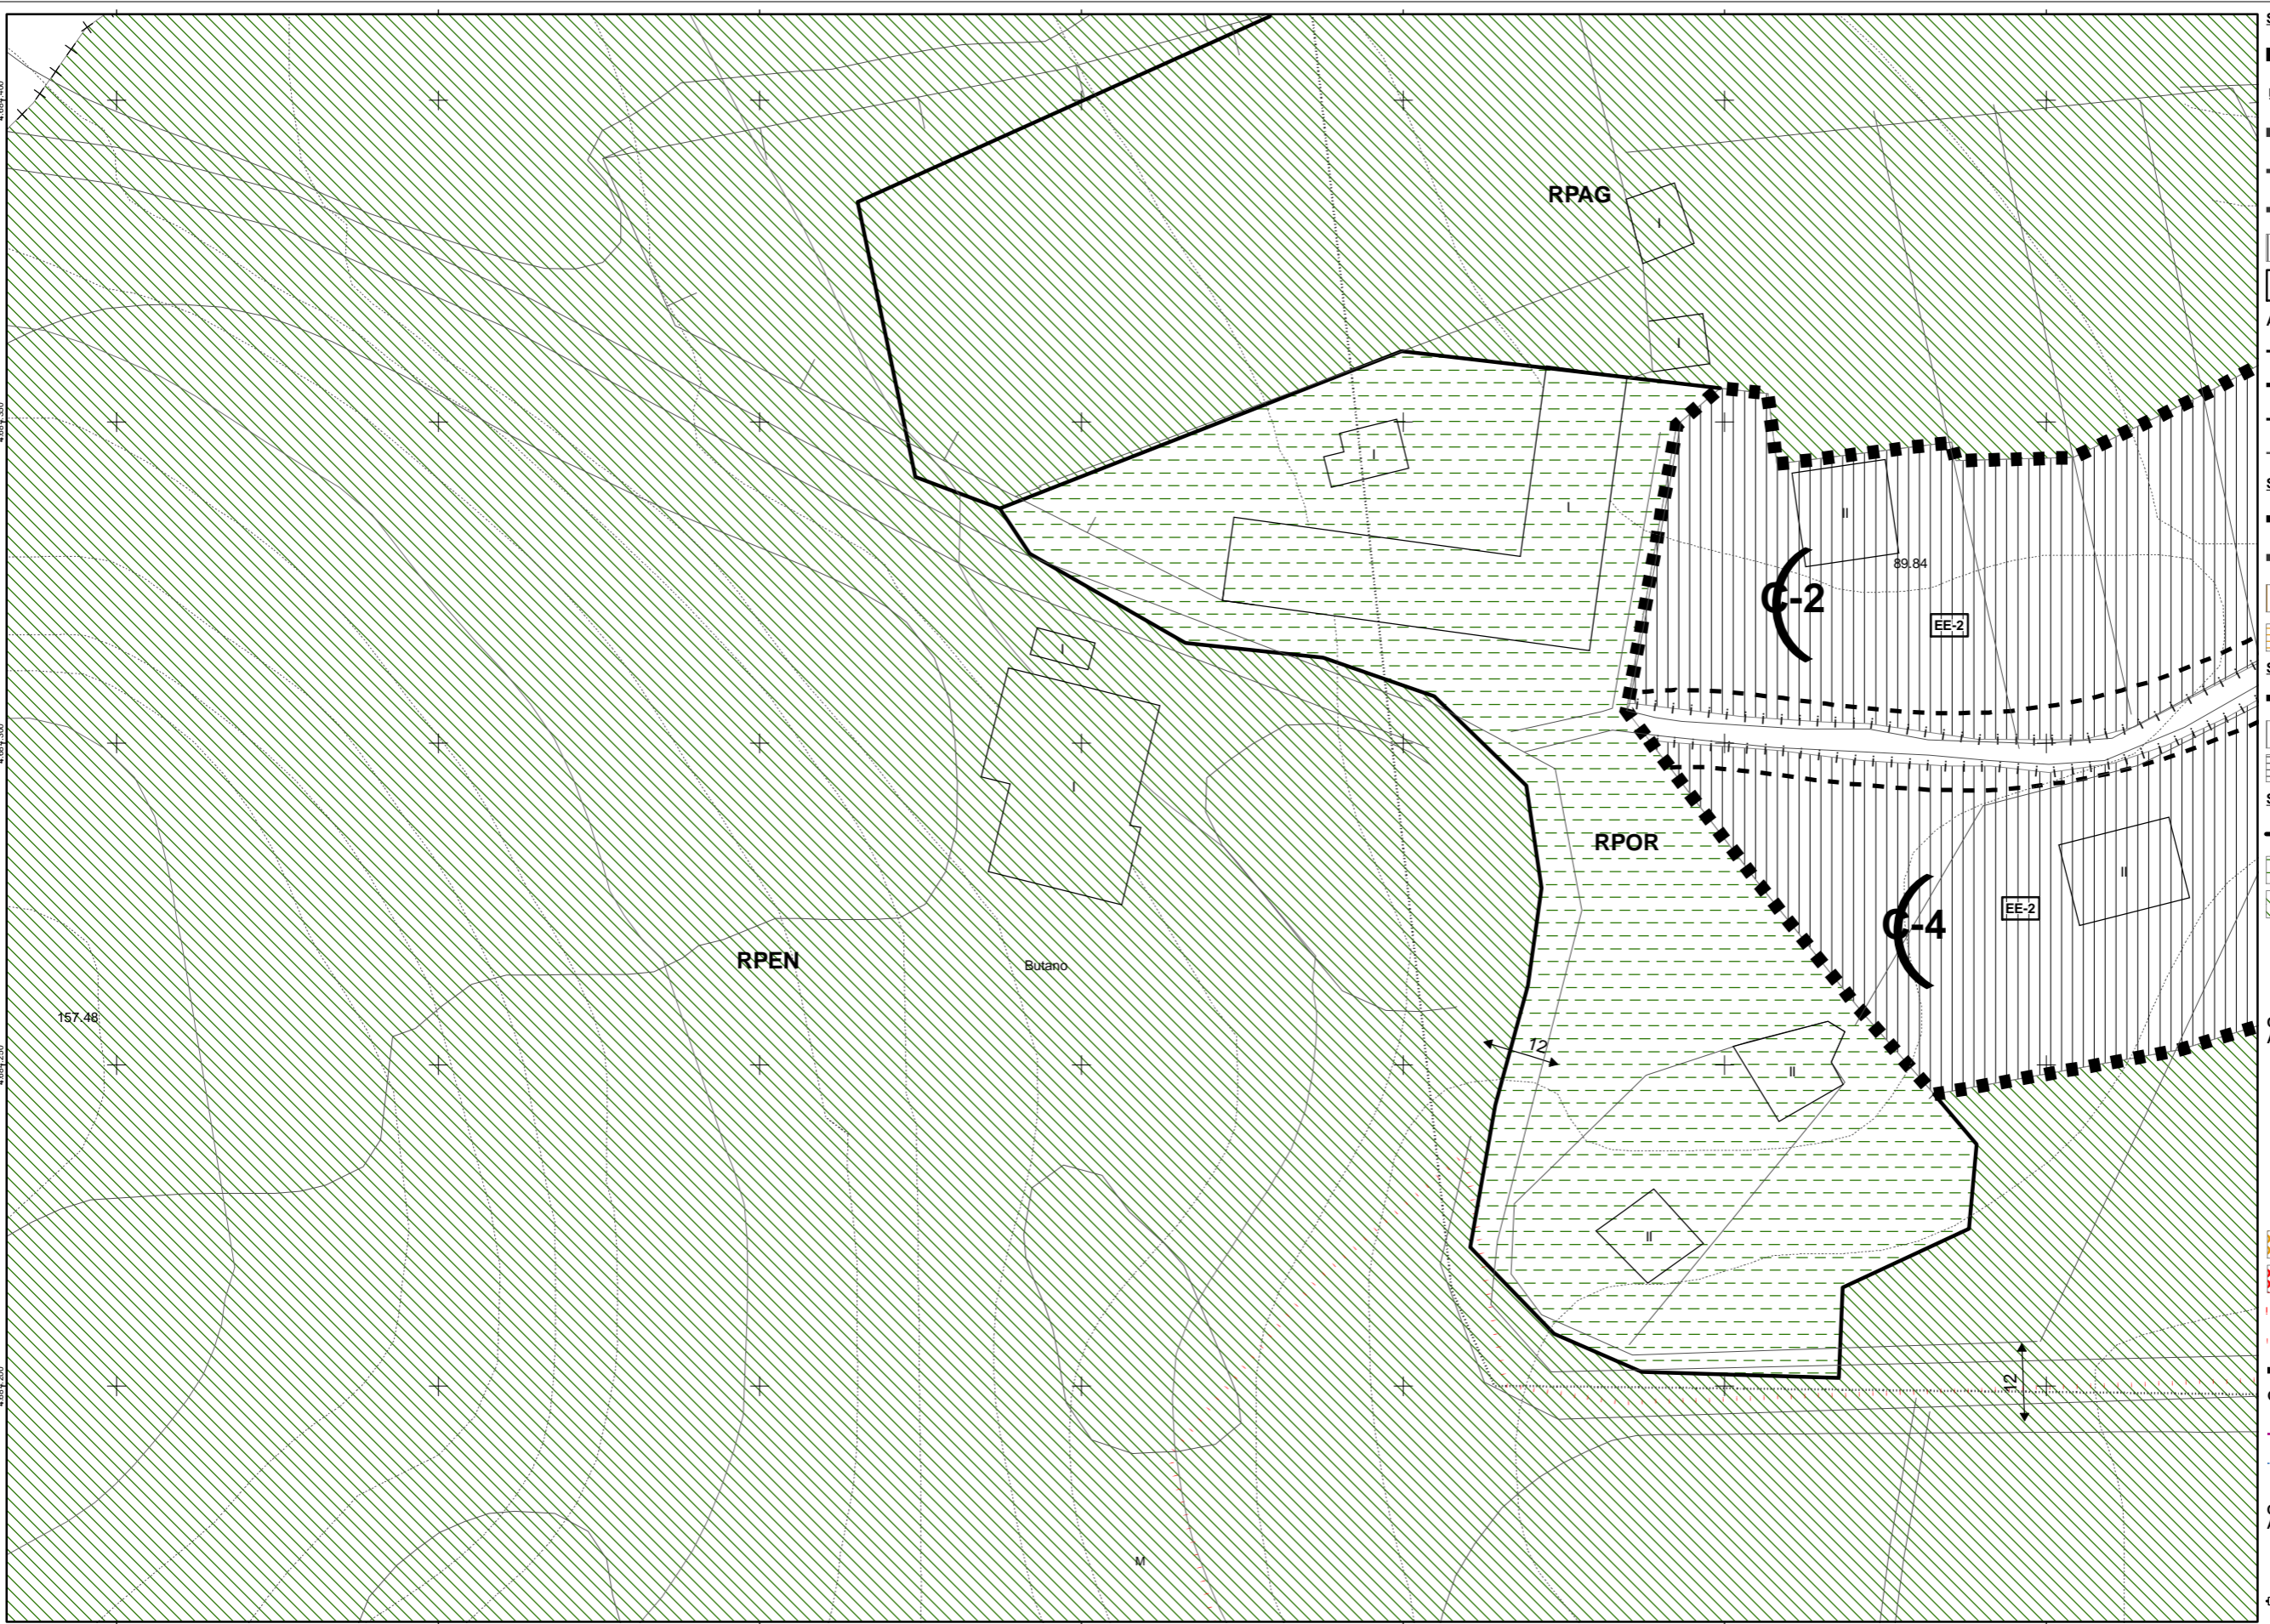 RPAG
I
I
I
I
II
89.84
C-2
EE-2
I
I
RPOR
II
EE-2
C-4
RPEN
Butano
157.48
12
II
II
12
M